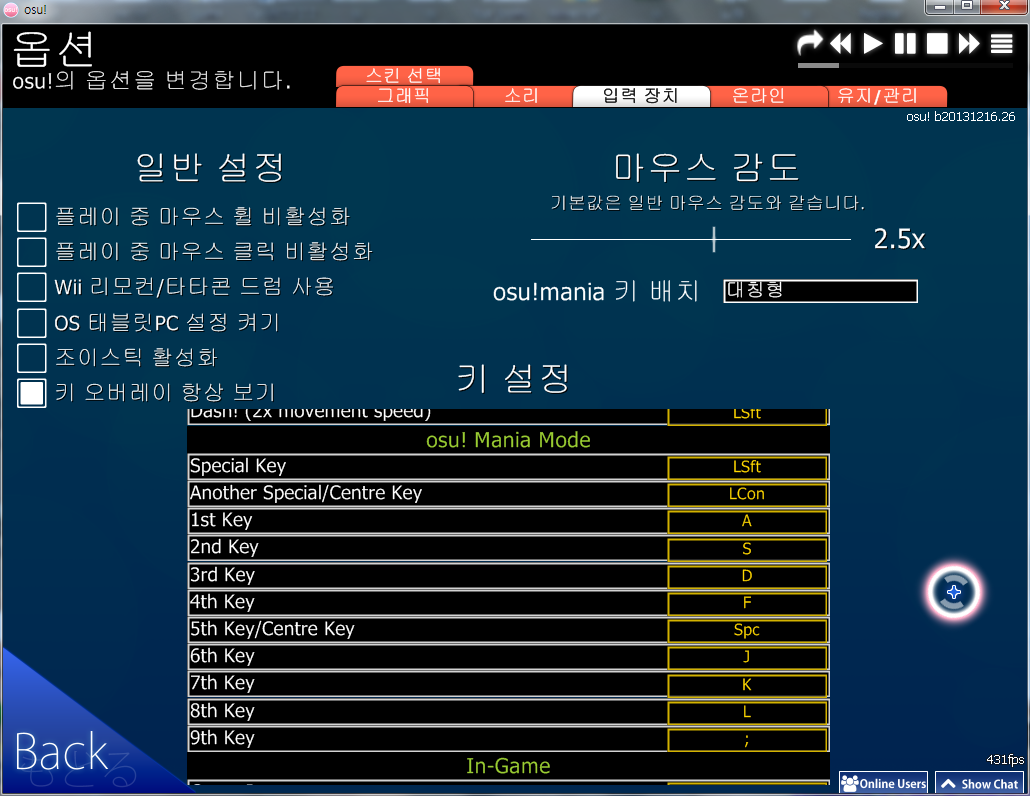 osu!
옵션
osu!의 옵션을 변경합니다.
스킨 선택
그래픽
소리
입력 장치
온라인
유지/관리
osu! b20131216.26
일반 설정
플레이 중 마우스 휠 비활성화
플레이 중 마우스 클릭 비활성화
Wii 리모컨/타타콘 드럼 사용
OS 태블릿PC 설정 켜기
조이스틱 활성화
키 오버레이 항상 보기
마우스 감도
기본값은 일반 마우스 감도와 같습니다.
2.5x
osu!mania 키 배치 대칭형
키 설정
Dash! (2x movement speed) LSft
osu! Mania Mode
Special Key LSft
Another Special/Centre Key LCon
1st Key A
2nd Key S
3rd Key D
4th Key F
5th Key/Centre Key Spc
6th Key J
7th Key K
8th Key L
9th Key ;
In-Game
Back
もどる
431fps
Online Users
Show Chat